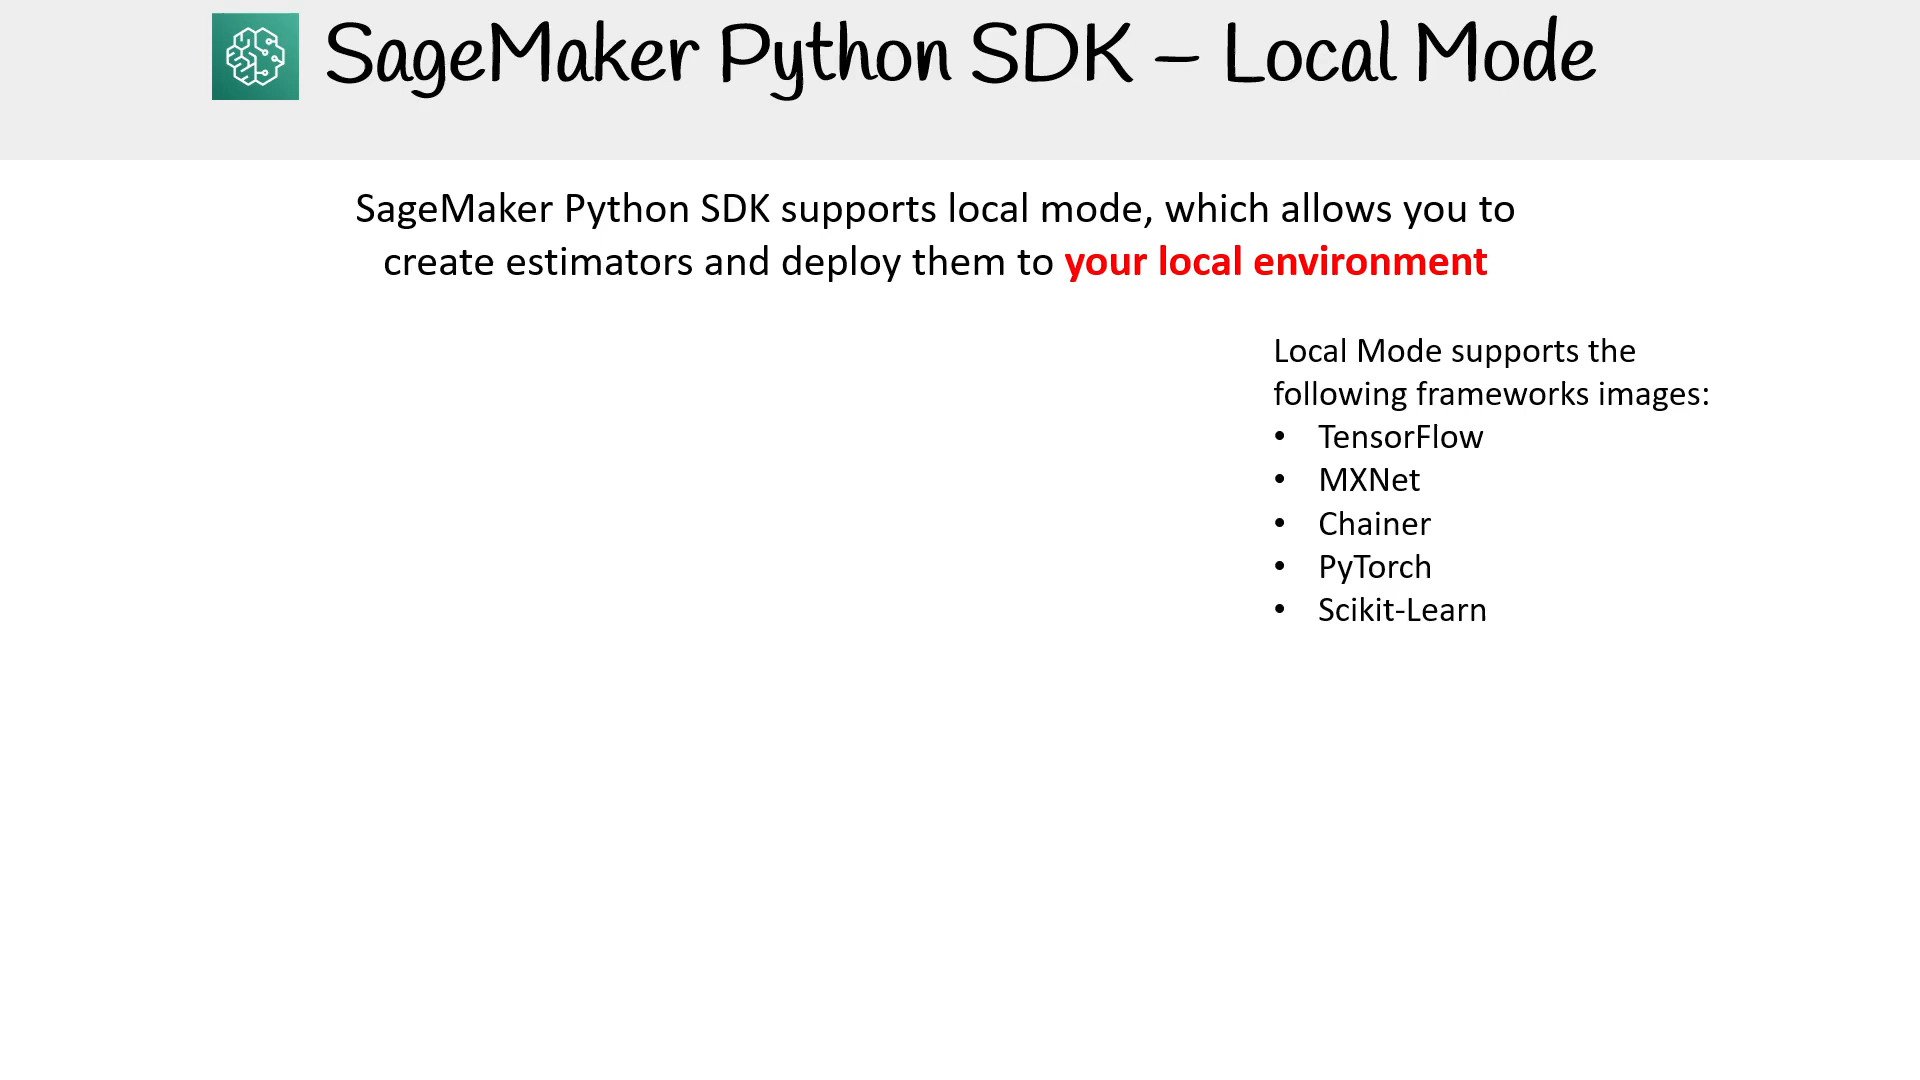 SageMaker Python SDK – Local Mode
SageMaker Python SDK supports local mode, which allows you to
create estimators and deploy them to your local environment
Local Mode supports the
following frameworks images:
• TensorFlow
• MXNet
• Chainer
• PyTorch
• Scikit-Learn